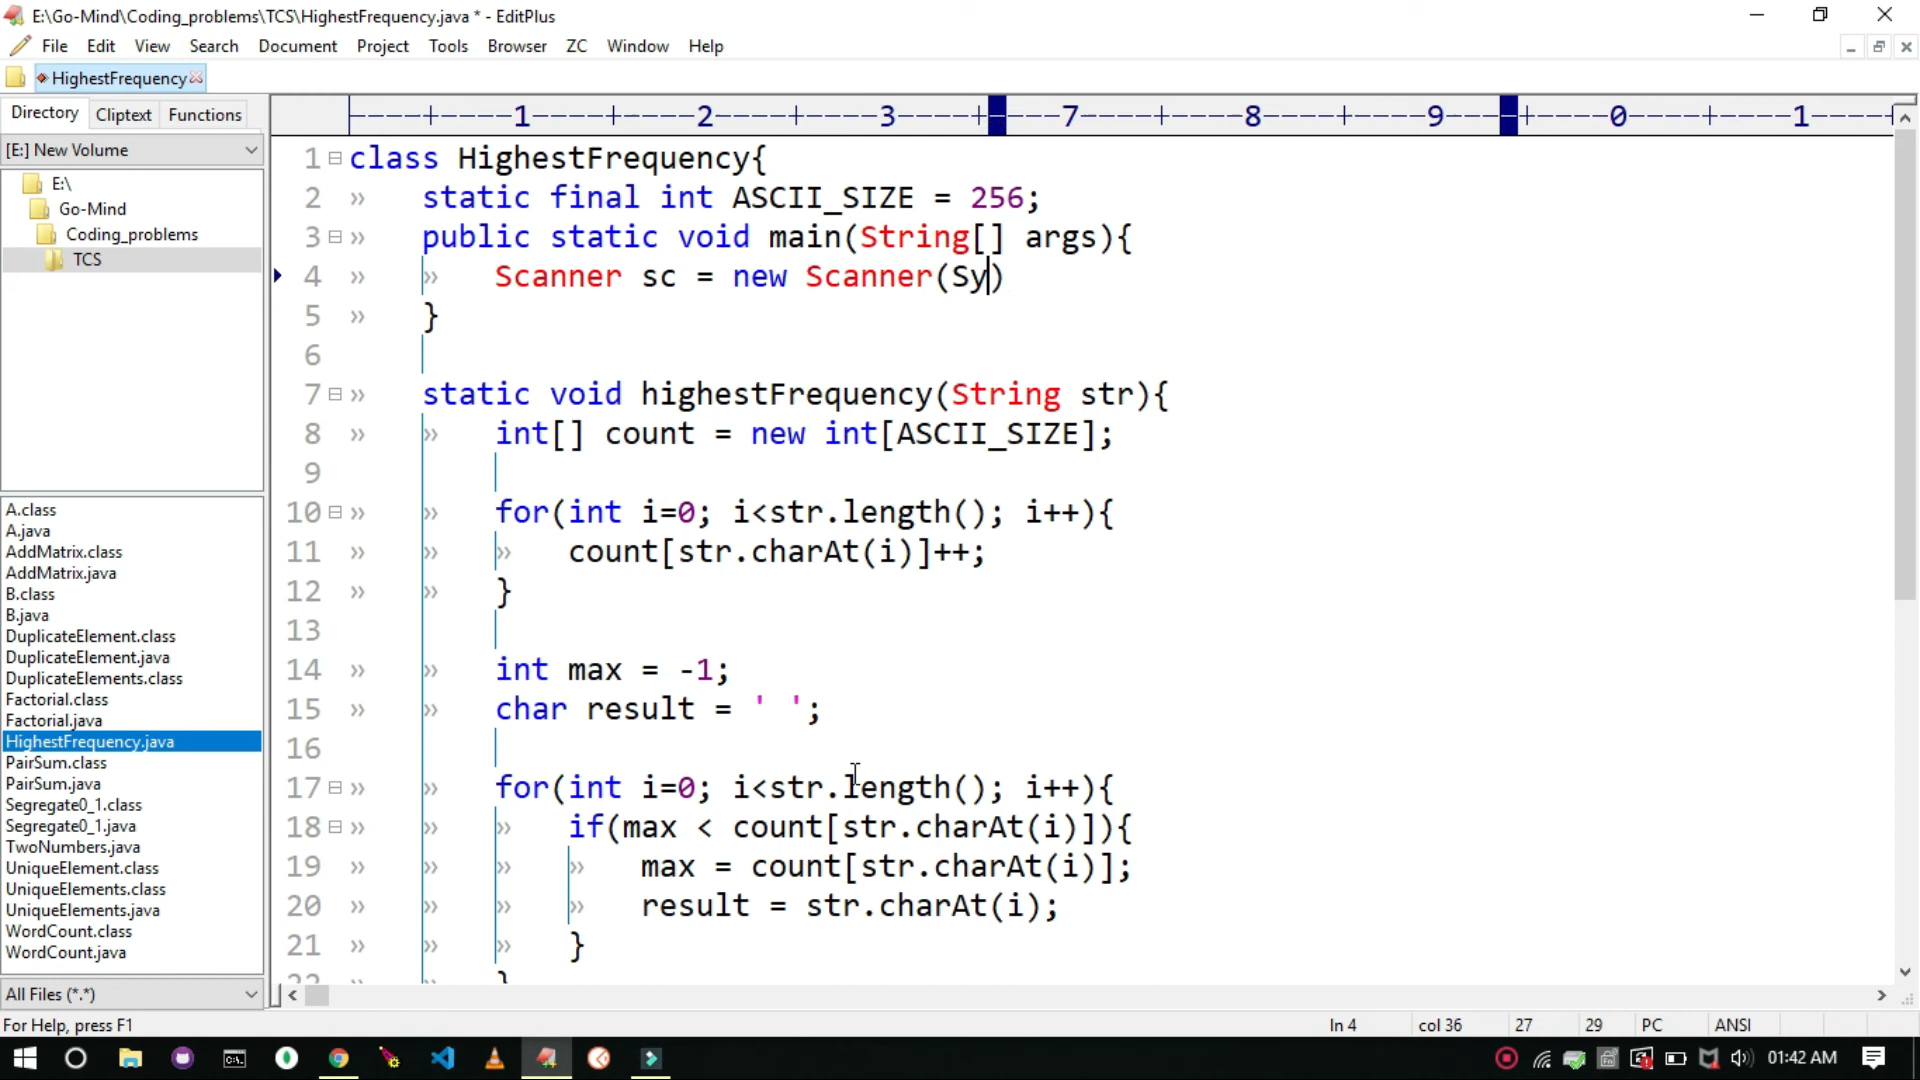 E:\Go-Mind\Coding_problems\TCS\HighestFrequency.java * - EditPlus
File Edit View Search Document Project Tools Browser ZC Window Help
HighestFrequency
Directory Cliptext Functions
[E:] New Volume
E:\
Go-Mind
Coding_problems
TCS
A.class
A.java
AddMatrix.class
AddMatrix.java
B.class
B.java
DuplicateElement.class
DuplicateElement.java
DuplicateElements.class
Factorial.class
Factorial.java
HighestFrequency.java
PairSum.class
PairSum.java
Segregate0_1.class
Segregate0_1.java
TwoNumbers.java
UniqueElement.class
UniqueElements.class
UniqueElements.java
WordCount.class
WordCount.java
All Files (*.*)
----+----1----+----2----+----3----+-----7----+----8----+----9----+----0----+----1----+
1 class HighestFrequency{
2 static final int ASCII_SIZE = 256;
3 public static void main(String[] args){
4 Scanner sc = new Scanner(Sy)
5 }
6
7 static void highestFrequency(String str){
8 int[] count = new int[ASCII_SIZE];
9
10 for(int i=0; i<str.length(); i++){
11 count[str.charAt(i)]++;
12 }
13
14 int max = -1;
15 char result = ' ';
16
17 for(int i=0; i<str.length(); i++){
18 if(max < count[str.charAt(i)]){
19 max = count[str.charAt(i)];
20 result = str.charAt(i);
21 }
22 }
For Help, press F1
ln 4 col 36 27 29 PC ANSI
01:42 AM